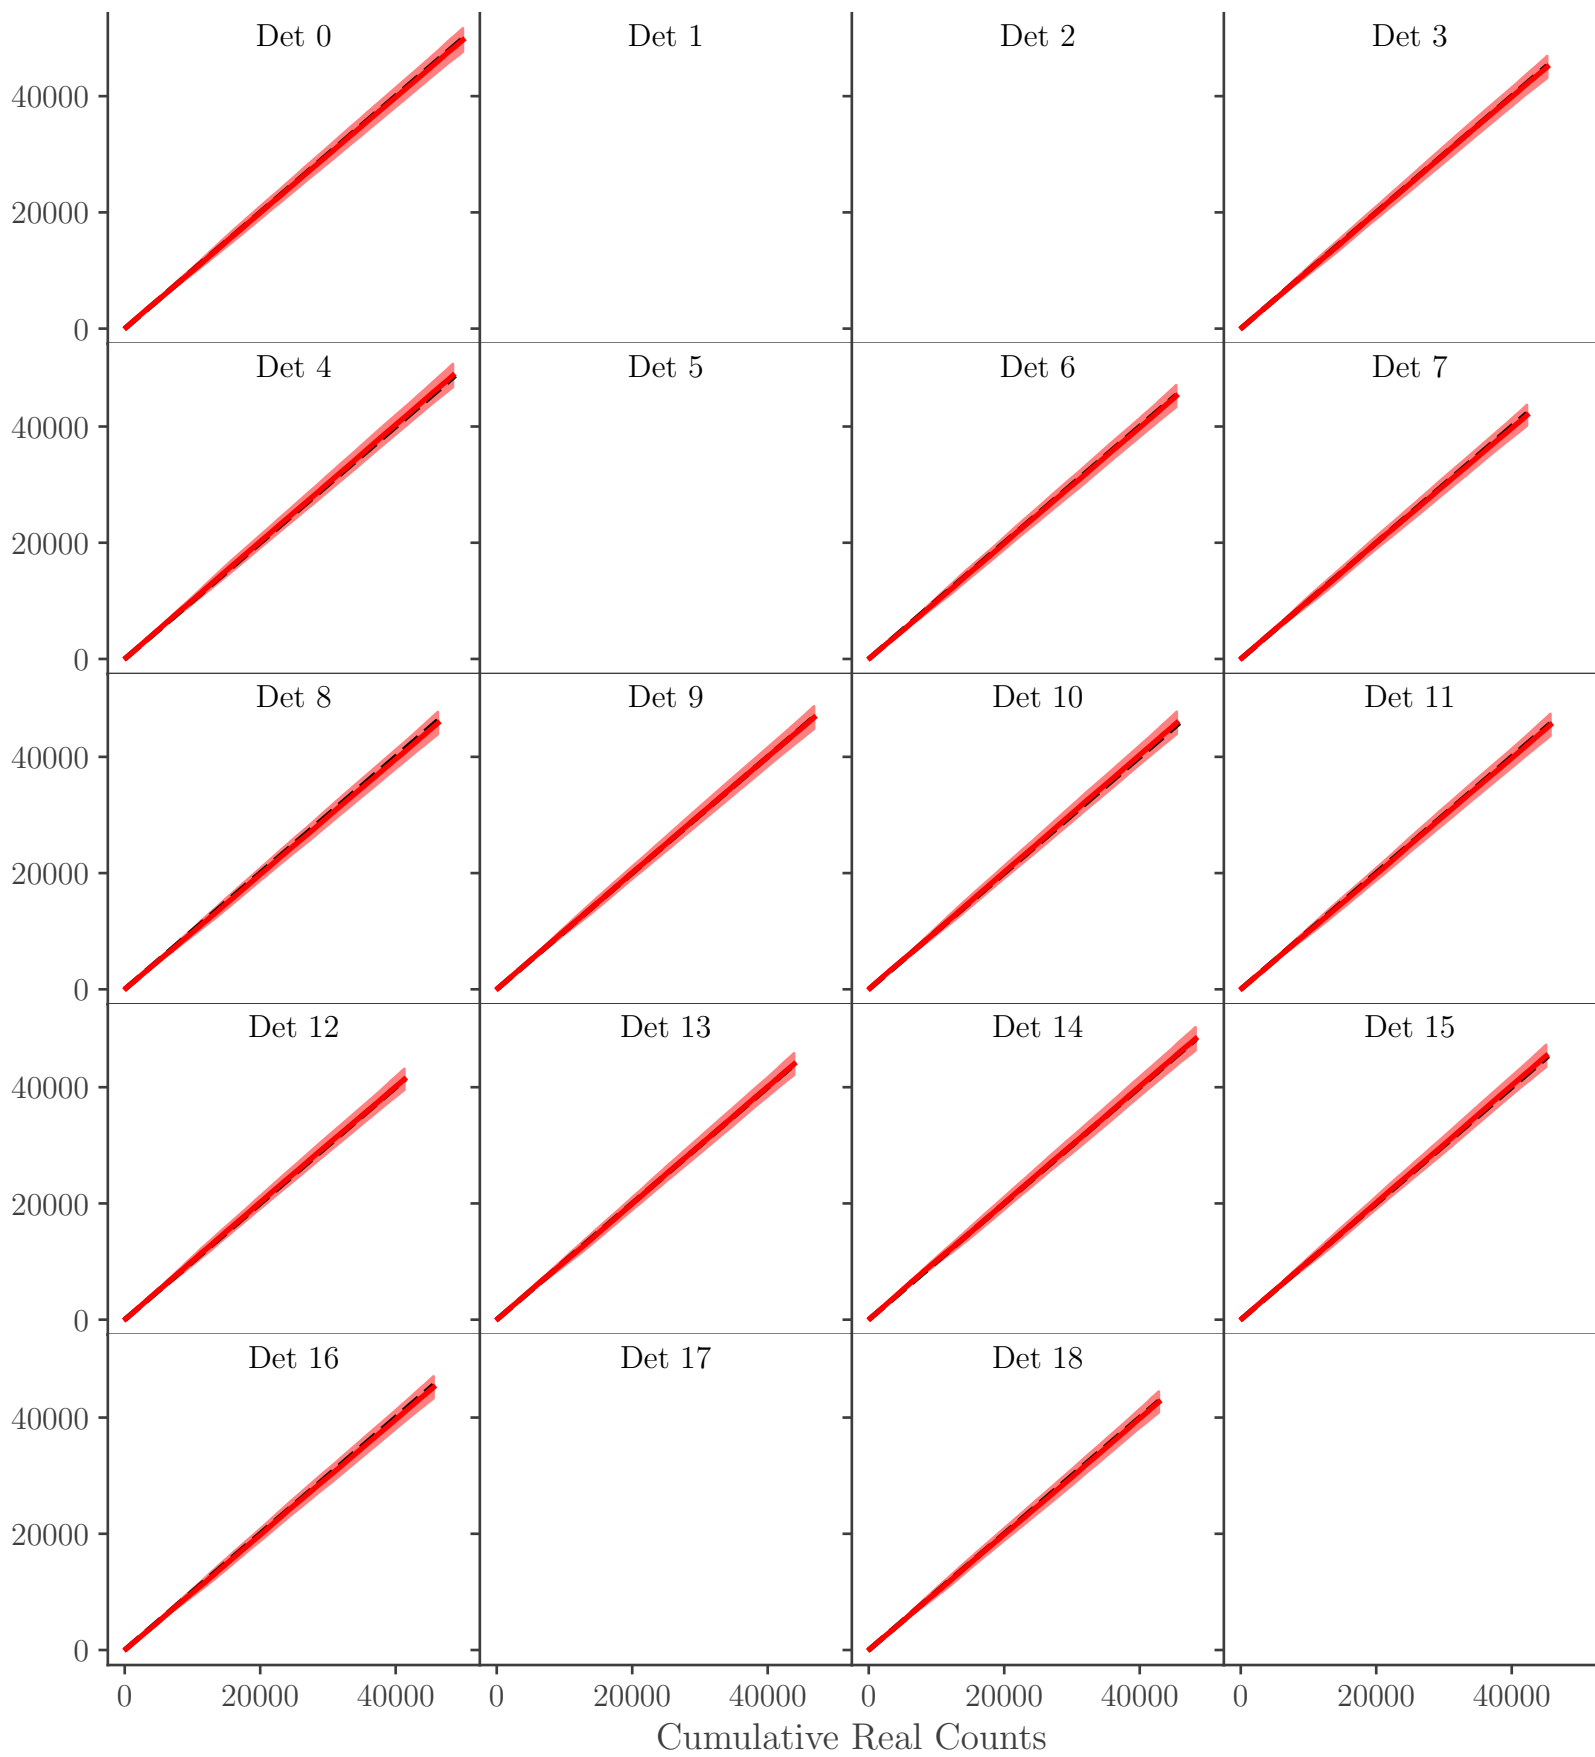 Det 0 Det 1 Det 2 Det 3
40000
20000
0
Det 4 Det 5 Det 6 Det 7
40000
20000
0
Det 8 Det 9 Det 10 Det 11
40000
20000
0
Det 12 Det 13 Det 14 Det 15
40000
20000
0
Det 16 Det 17 Det 18
40000
20000
0
0 20000 40000 0 20000 40000 0 20000 40000 0 20000 40000
Cumulative Real Counts